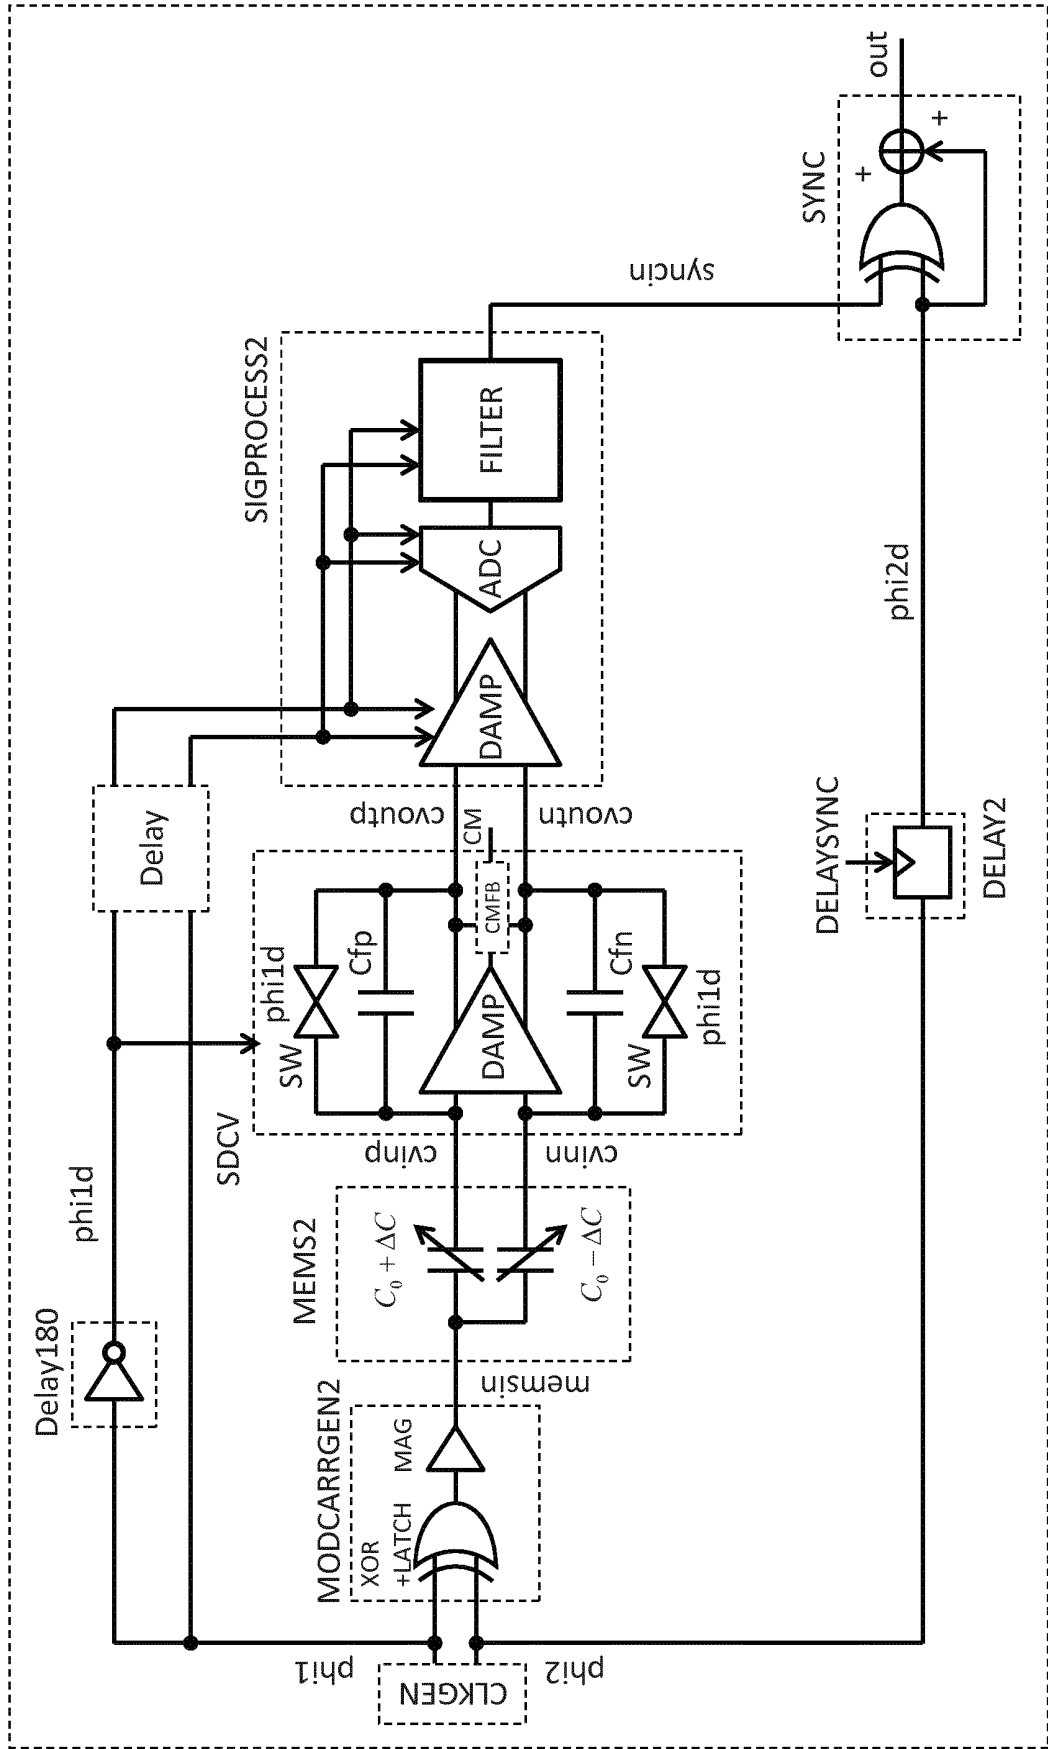 Delay180
phi1d
Delay
SIGPROCESS2
SDCV
phi1d
SW
Cfp
CM
CMFB
DAMP
Cfn
SW
phi1d
cvinp
cvinn
cvoutp
cvoutn
DAMP
ADC
FILTER
syncin
SYNC
+
+
out
MEMS2
C₀ + ΔC
C₀ − ΔC
memsin
MODCARRGEN2
XOR
+LATCH
MAG
phi1
CLKGEN
phi2
DELAYSYNC
DELAY2
phi2d